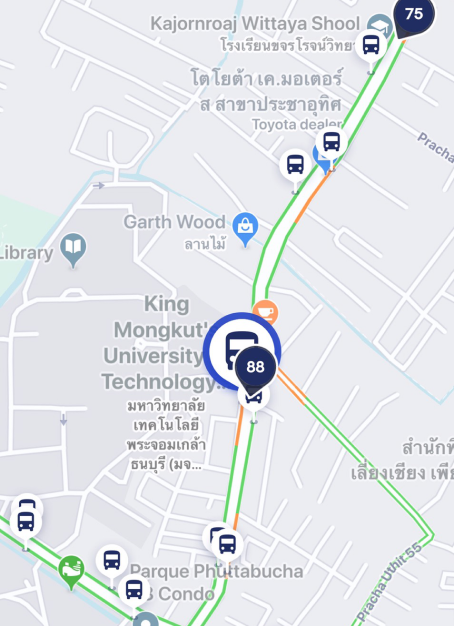 75
Kajornroaj Wittaya Shool
โรงเรียนขจรโรจน์วิทยา
โตโยต้า เค.มอเตอร์
ส สาขาประชาอุทิศ
Toyota dealer
Pracha
Garth Wood
ลานไม้
Library
King
Mongkut's
University
Technology...
88
มหาวิทยาลัย
เทคโนโลยี
พระจอมเกล้า
ธนบุรี (มจ...
สำนักพิ
เลี่ยงเชียง เพีย
Pracha Uthit 55
Parque Phuttabucha
3 Condo